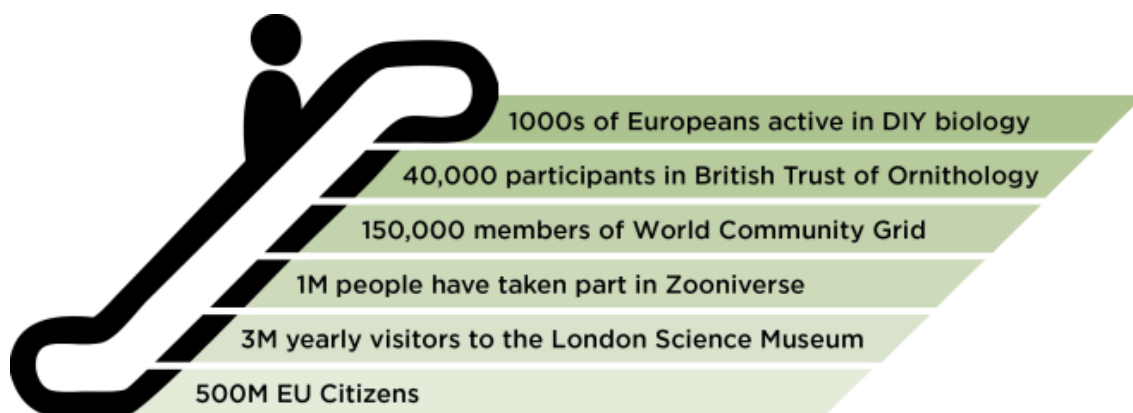 1000s of Europeans active in DIY biology
40,000 participants in British Trust of Ornithology
150,000 members of World Community Grid
1M people have taken part in Zooniverse
3M yearly visitors to the London Science Museum
500M EU Citizens